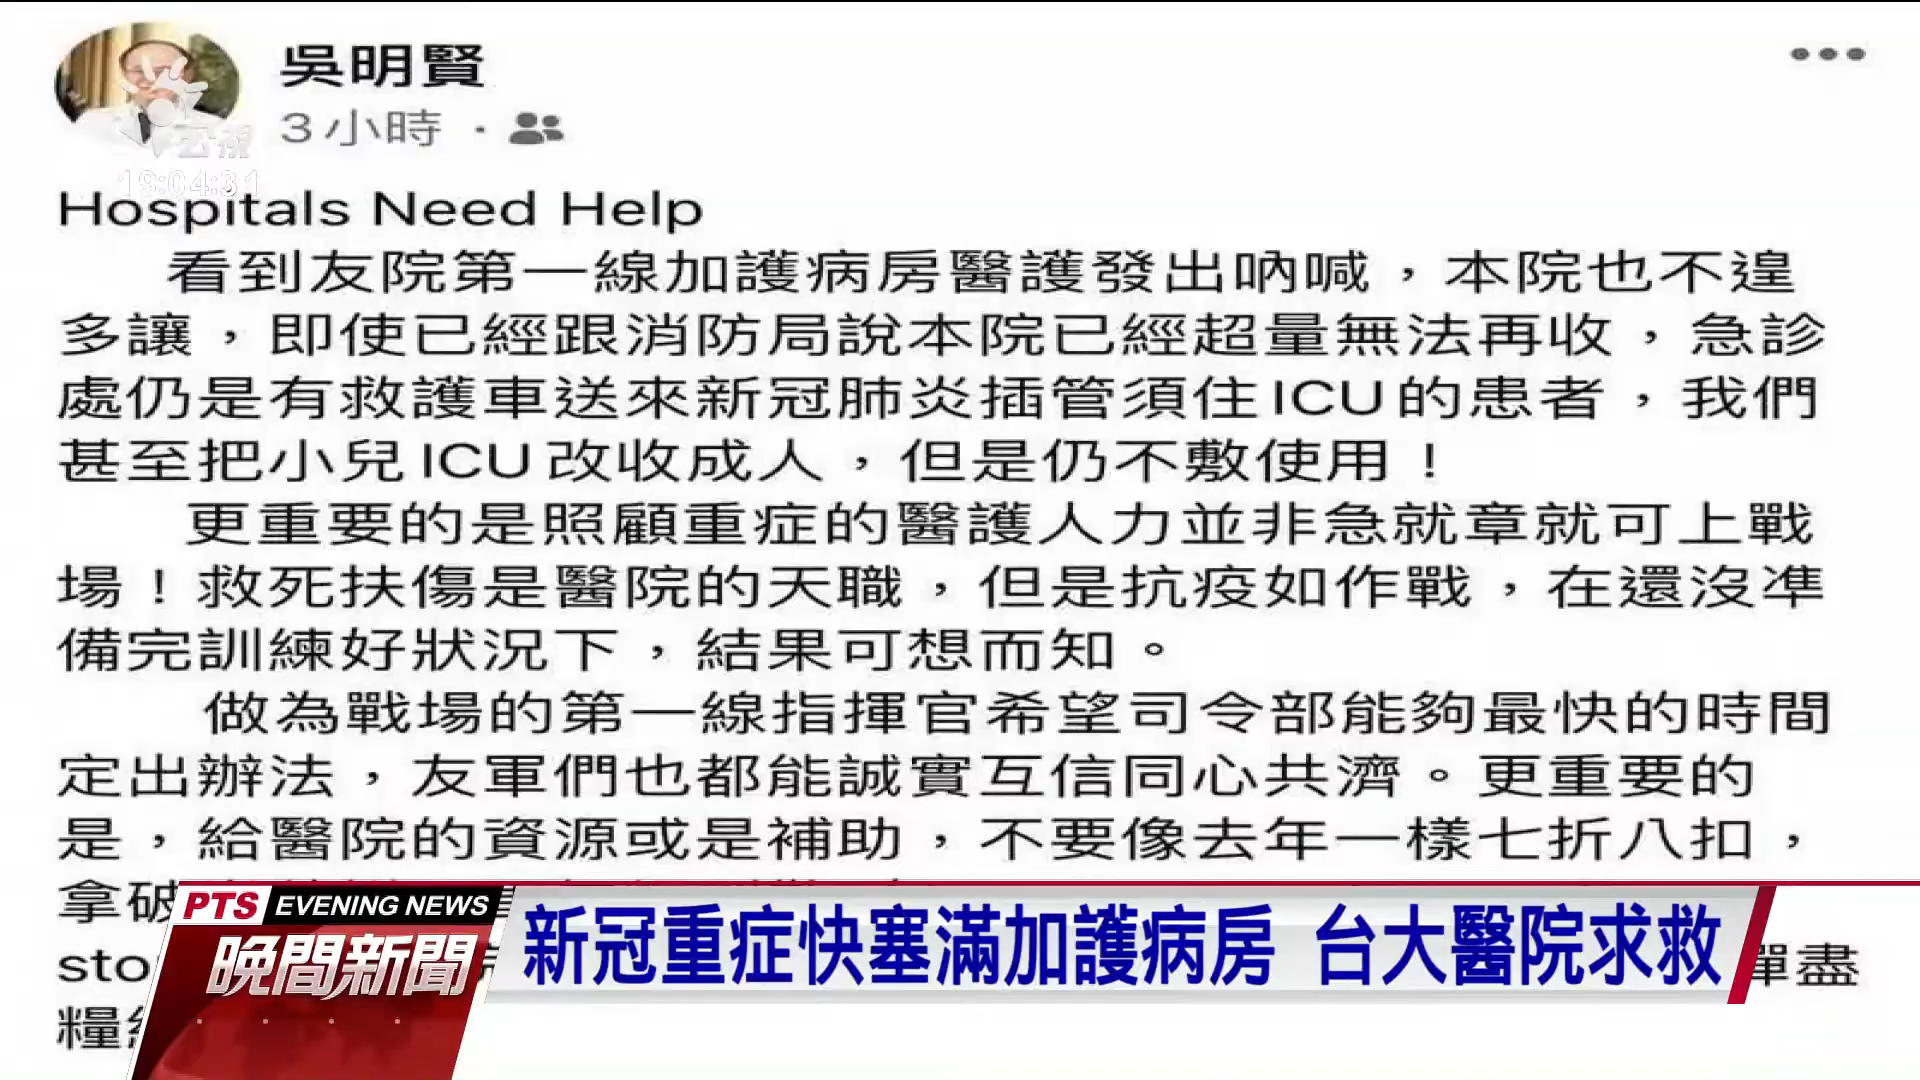 吳明賢
3小時
公視
19:04:31
Hospitals Need Help
看到友院第一線加護病房醫護發出吶喊，本院也不遑
多讓，即使已經跟消防局說本院已經超量無法再收，急診
處仍是有救護車送來新冠肺炎插管須住ICU的患者，我們
甚至把小兒ICU改收成人，但是仍不敷使用！
更重要的是照顧重症的醫護人力並非急就章就可上戰
場！救死扶傷是醫院的天職，但是抗疫如作戰，在還沒準
備完訓練好狀況下，結果可想而知。
做為戰場的第一線指揮官希望司令部能夠最快的時間
定出辦法，友軍們也都能誠實互信同心共濟。更重要的
是，給醫院的資源或是補助，不要像去年一樣七折八扣，
拿破
sto 彈盡
糧
PTS EVENING NEWS
晚間新聞
新冠重症快塞滿加護病房 台大醫院求救